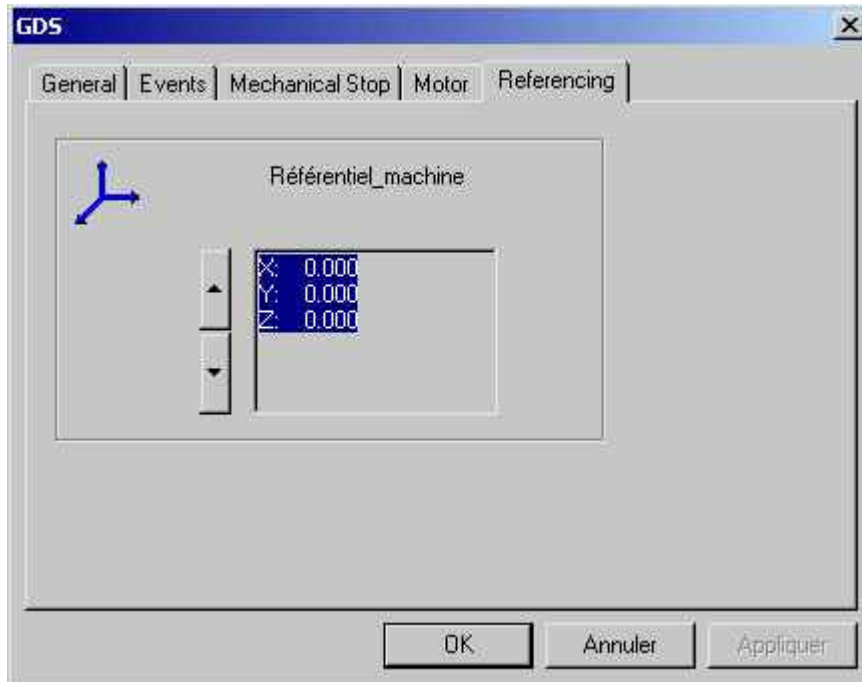 GDS
General Events Mechanical Stop Motor Referencing
Référentiel_machine
X: 0.000
Y: 0.000
Z: 0.000
OK Annuler Appliquer